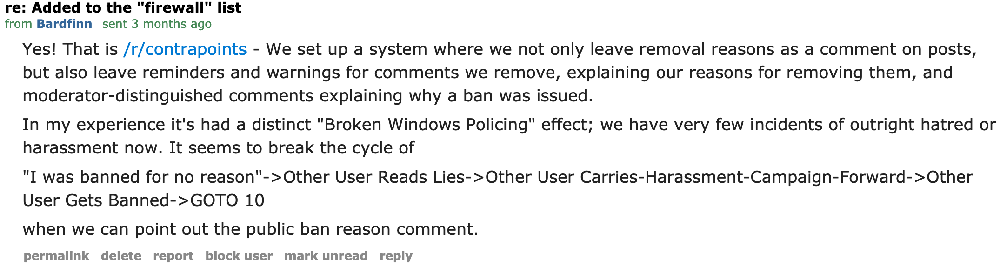 re: Added to the "firewall" list
from Bardfinn sent 3 months ago
Yes! That is /r/contrapoints - We set up a system where we not only leave removal reasons as a comment on posts,
but also leave reminders and warnings for comments we remove, explaining our reasons for removing them, and
moderator-distinguished comments explaining why a ban was issued.
In my experience it's had a distinct "Broken Windows Policing" effect; we have very few incidents of outright hatred or
harassment now. It seems to break the cycle of
"I was banned for no reason"->Other User Reads Lies->Other User Carries-Harassment-Campaign-Forward->Other
User Gets Banned->GOTO 10
when we can point out the public ban reason comment.
permalink delete report block user mark unread reply